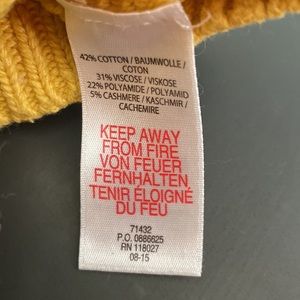 42% COTTON / BAUMWOLLE /
COTON
31% VISCOSE / VISKOSE
22% POLYAMIDE / POLYAMID
5% CASHMERE / KASCHMIR /
CACHEMIRE
KEEP AWAY
FROM FIRE
VON FEUER
FERNHALTEN
TENIR ÉLOIGNÉ
DU FEU
71432
P.O. 0886625
RN 118027
08-15